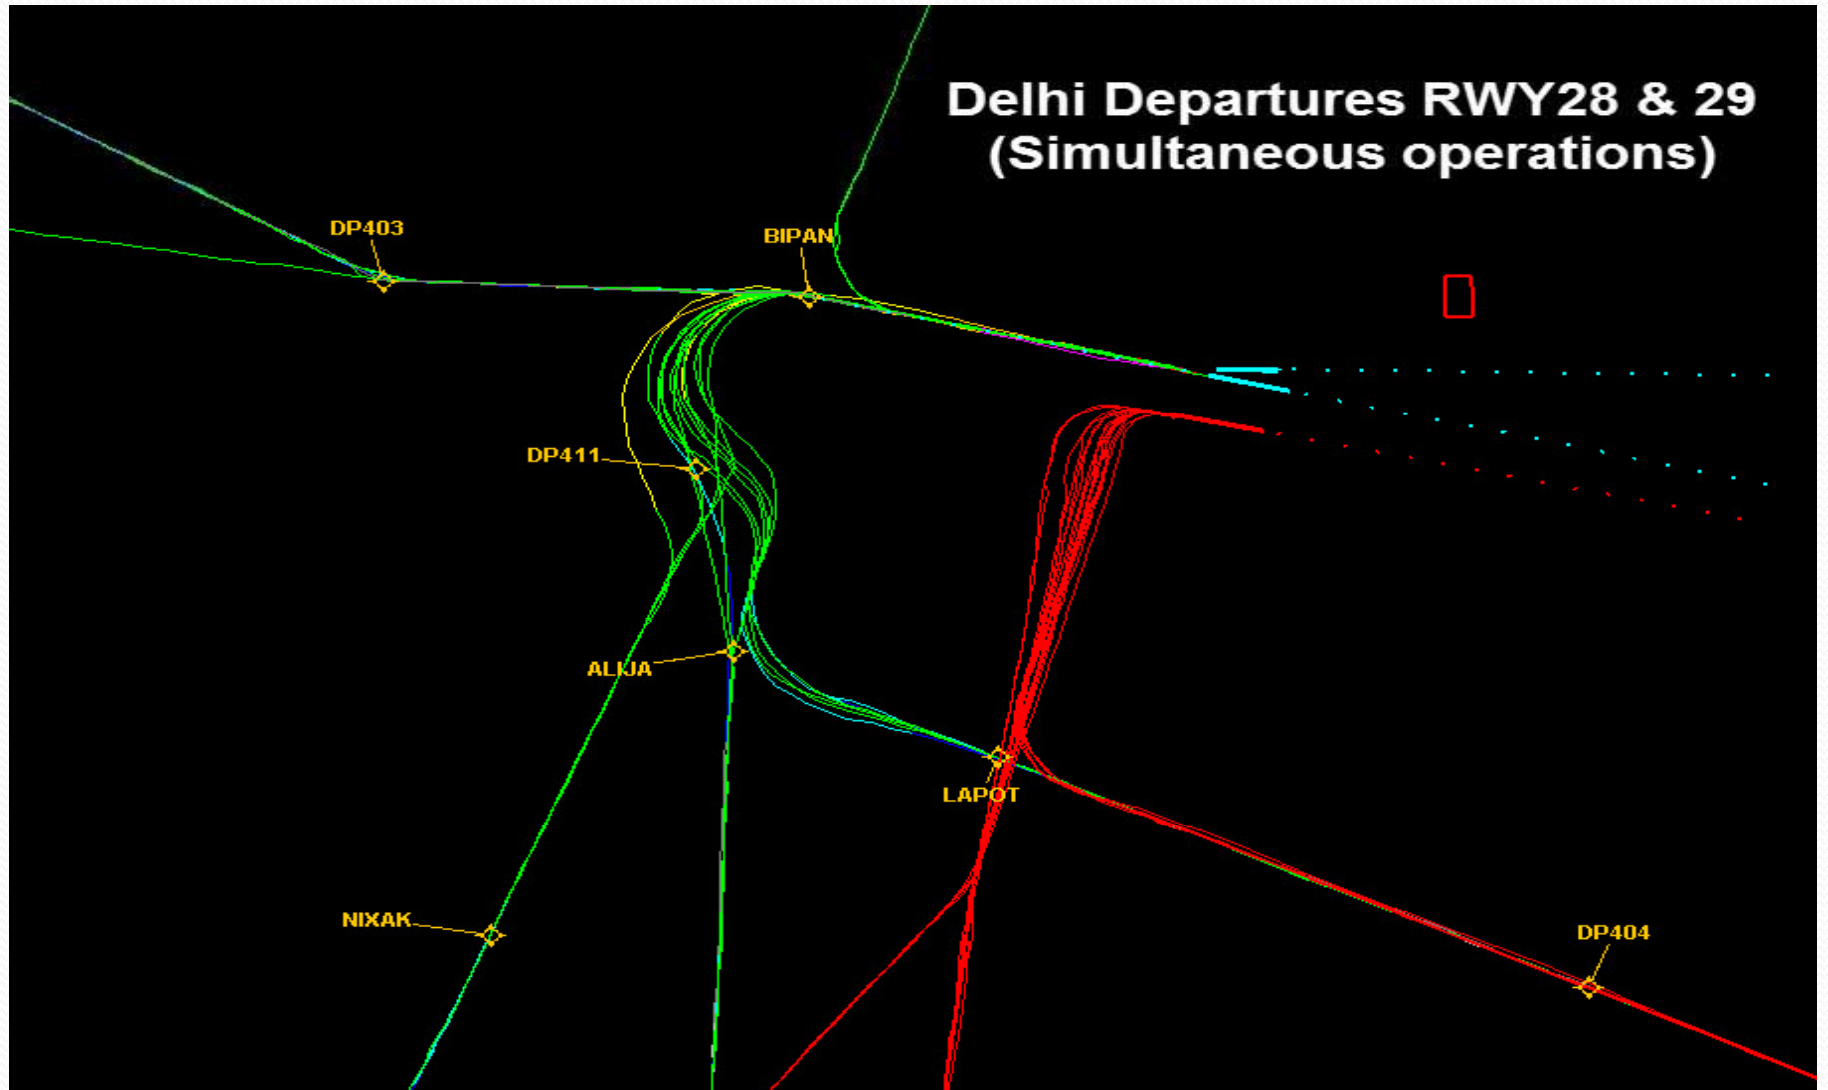 Delhi Departures RWY28 & 29
(Simultaneous operations)
DP403
BIPAN
DP411
ALIJA
LAPOT
NIXAK
DP404